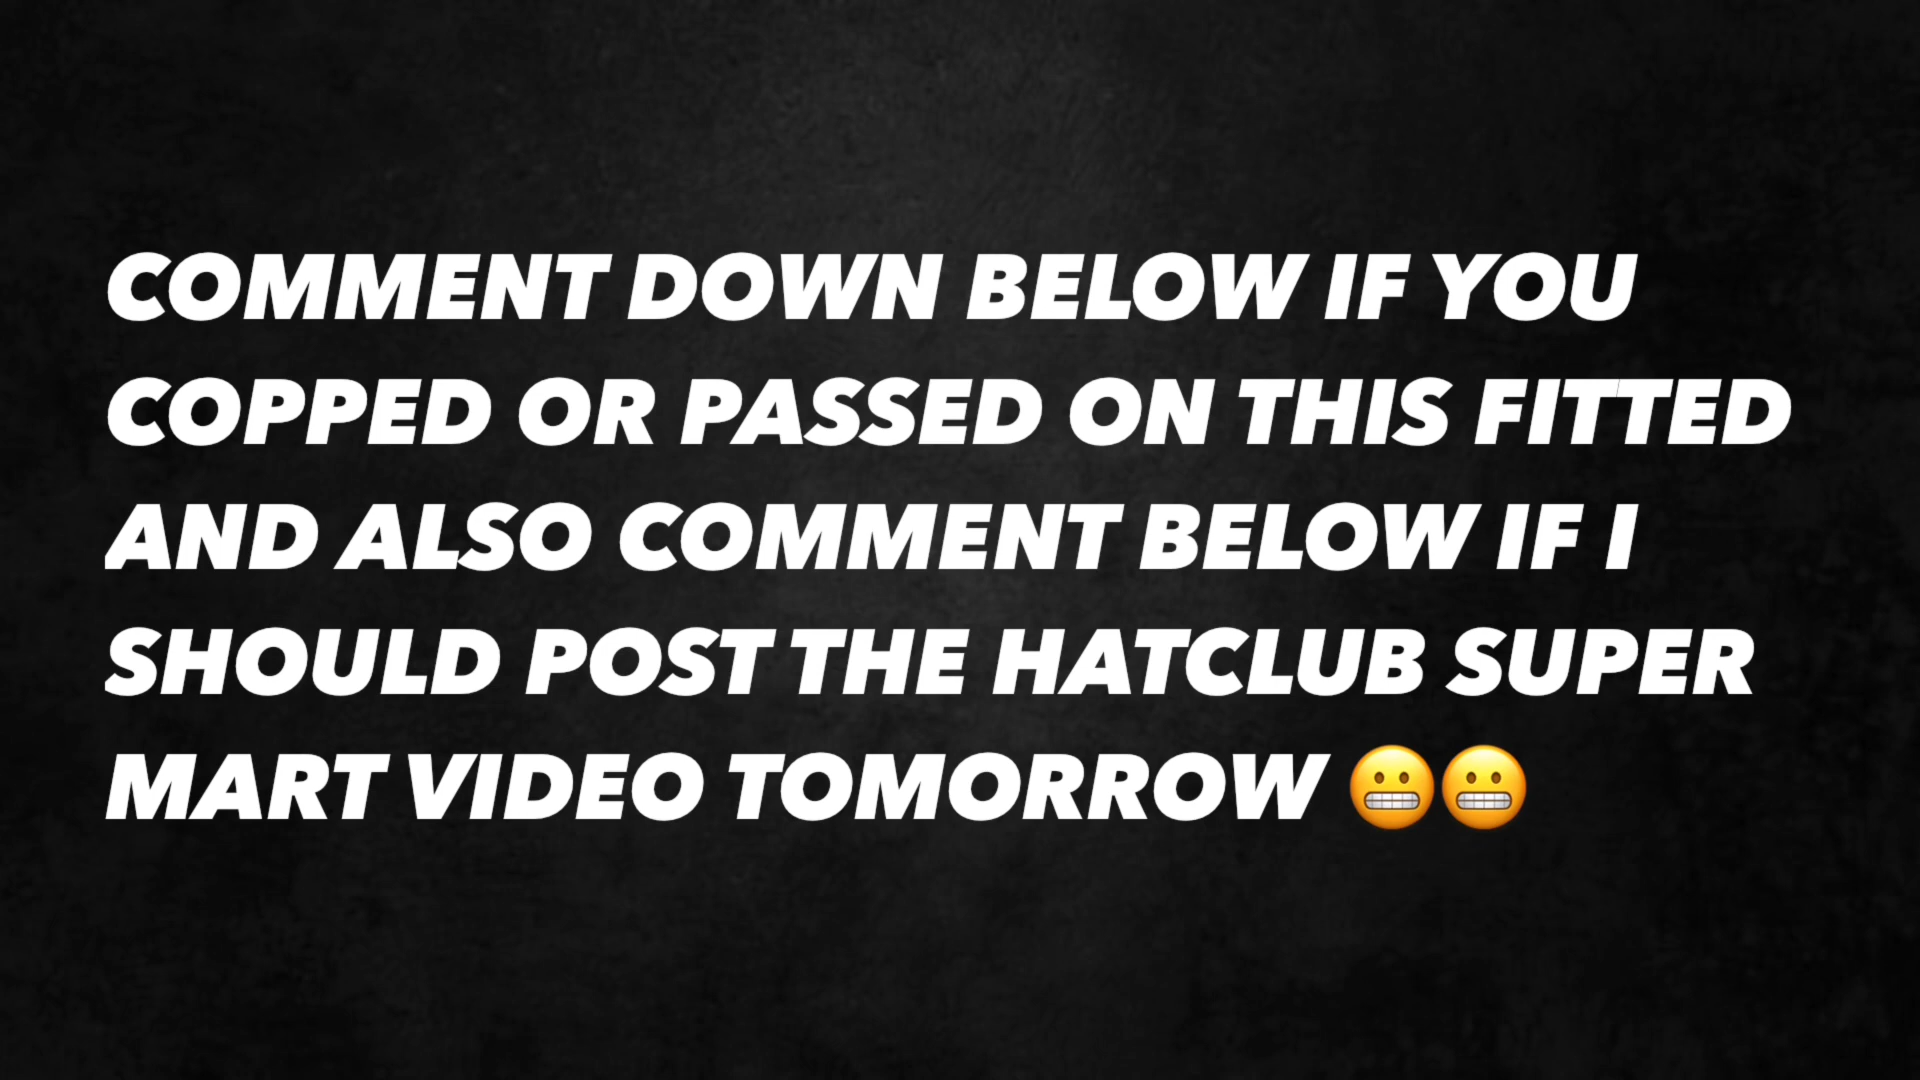 COMMENT DOWN BELOW IF YOU
COPPED OR PASSED ON THIS FITTED
AND ALSO COMMENT BELOW IF I
SHOULD POST THE HATCLUB SUPER
MART VIDEO TOMORROW 😬😬